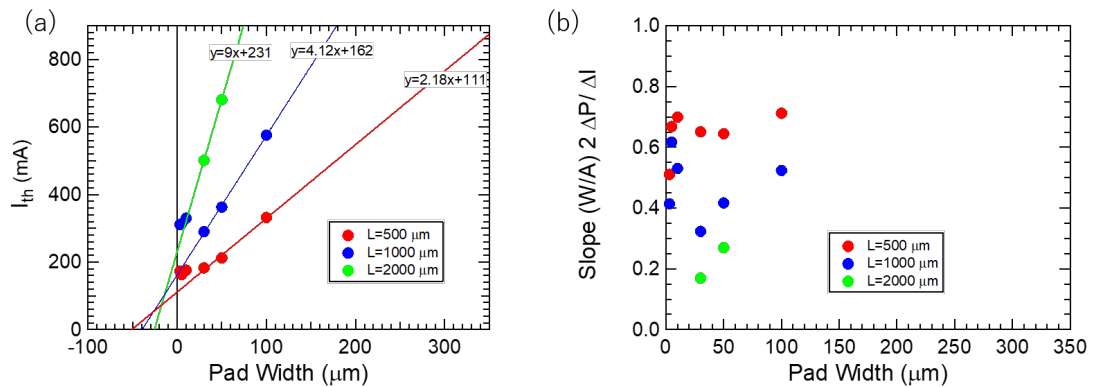 (a)
I_th (mA)
800
600
400
200
0
y=9x+231
y=4.12x+162
y=2.18x+111
L=500 μm
L=1000 μm
L=2000 μm
-100 0 100 200 300
Pad Width (μm)
(b)
Slope (W/A) 2 ΔP/ ΔI
1.0
0.8
0.6
0.4
0.2
0.0
L=500 μm
L=1000 μm
L=2000 μm
0 50 100 150 200 250 300 350
Pad Width (μm)